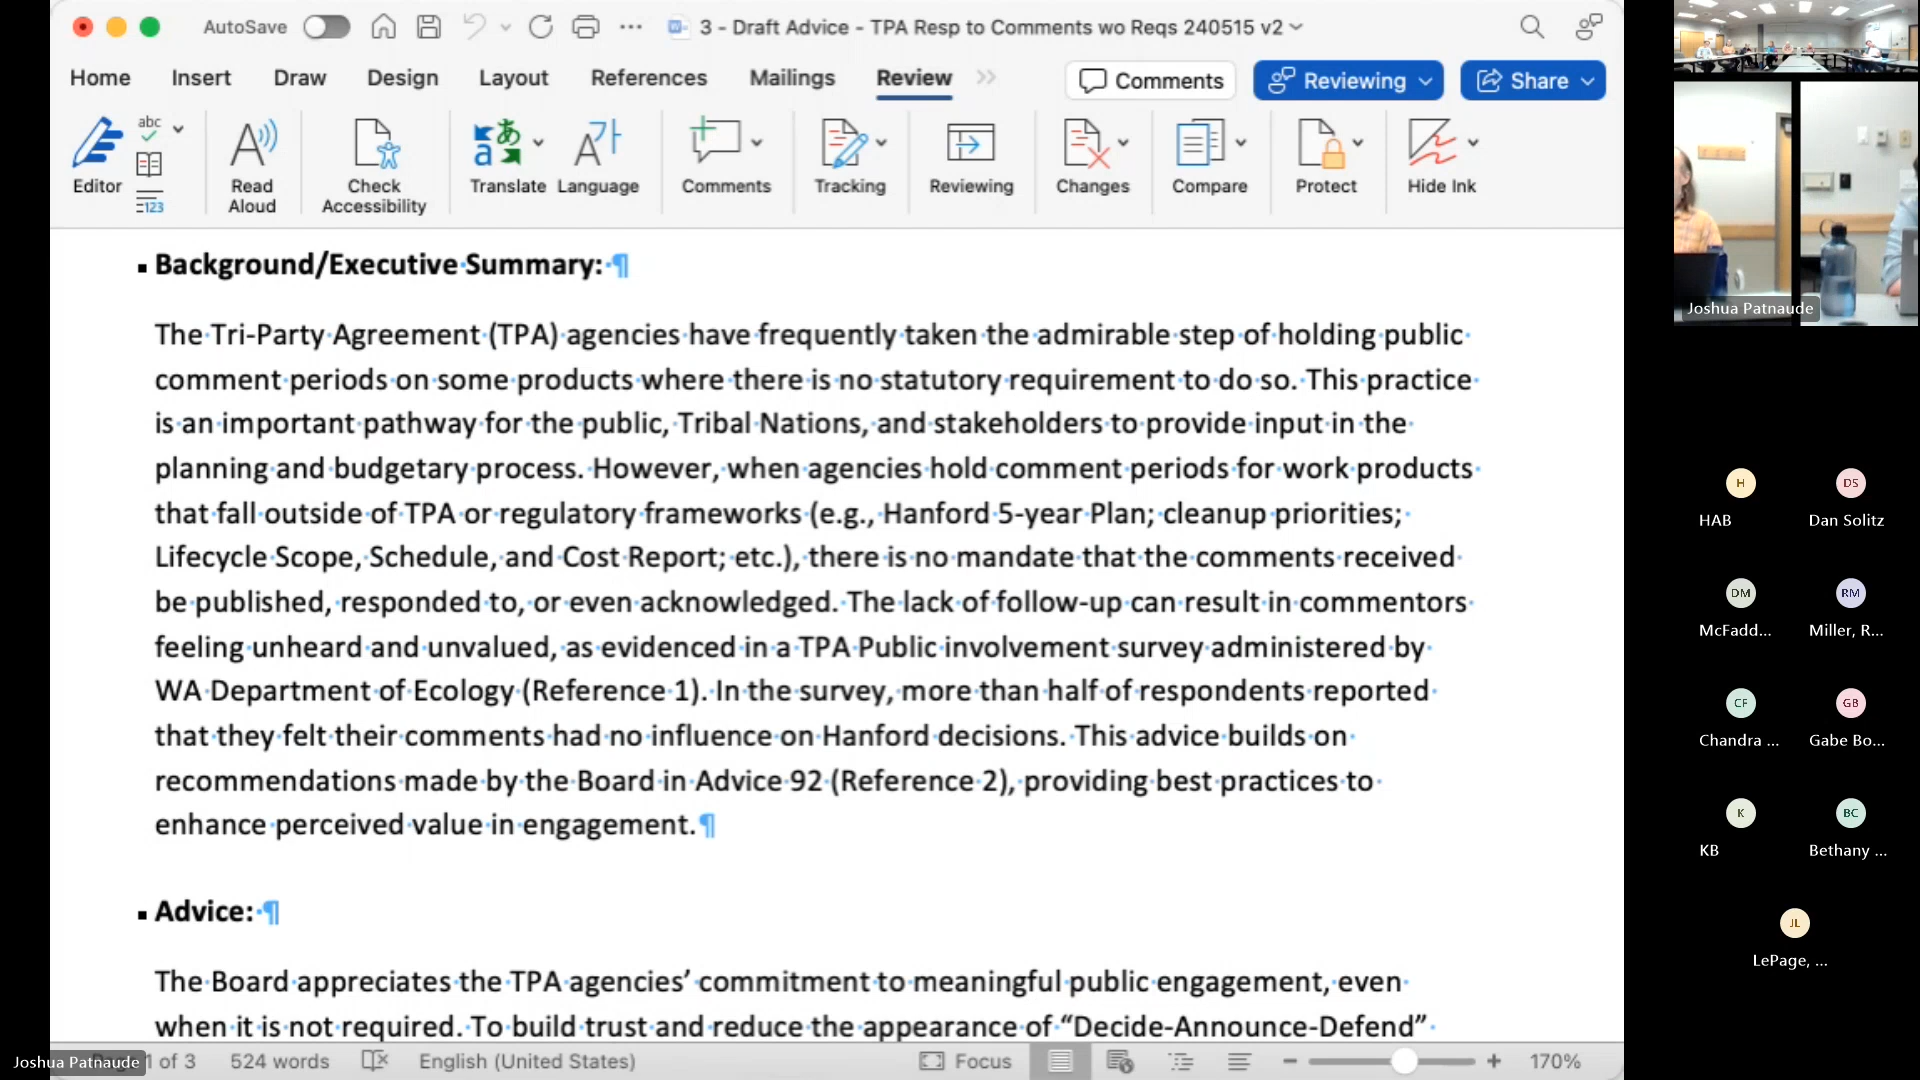 AutoSave
3 - Draft Advice - TPA Resp to Comments wo Reqs 240515 v2
Home Insert Draw Design Layout References Mailings Review
Comments Reviewing Share
abc
123
Editor Read Aloud Check Accessibility Translate Language Comments Tracking Reviewing Changes Compare Protect Hide Ink
Background/Executive Summary: ¶
The Tri-Party Agreement (TPA) agencies have frequently taken the admirable step of holding public
comment periods on some products where there is no statutory requirement to do so. This practice
is an important pathway for the public, Tribal Nations, and stakeholders to provide input in the
planning and budgetary process. However, when agencies hold comment periods for work products
that fall outside of TPA or regulatory frameworks (e.g., Hanford 5-year Plan; cleanup priorities;
Lifecycle Scope, Schedule, and Cost Report; etc.), there is no mandate that the comments received
be published, responded to, or even acknowledged. The lack of follow-up can result in commentors
feeling unheard and unvalued, as evidenced in a TPA Public involvement survey administered by
WA Department of Ecology (Reference 1). In the survey, more than half of respondents reported
that they felt their comments had no influence on Hanford decisions. This advice builds on
recommendations made by the Board in Advice 92 (Reference 2), providing best practices to
enhance perceived value in engagement. ¶
Advice: ¶
The Board appreciates the TPA agencies’ commitment to meaningful public engagement, even
when it is not required. To build trust and reduce the appearance of “Decide-Announce-Defend”
Joshua Patnaude
1 of 3 524 words English (United States) Focus 170%
Joshua Patnaude
H DS
HAB Dan Solitz
DM RM
McFadd... Miller, R...
CF GB
Chandra ... Gabe Bo...
K BC
KB Bethany ...
JL
LePage, ...